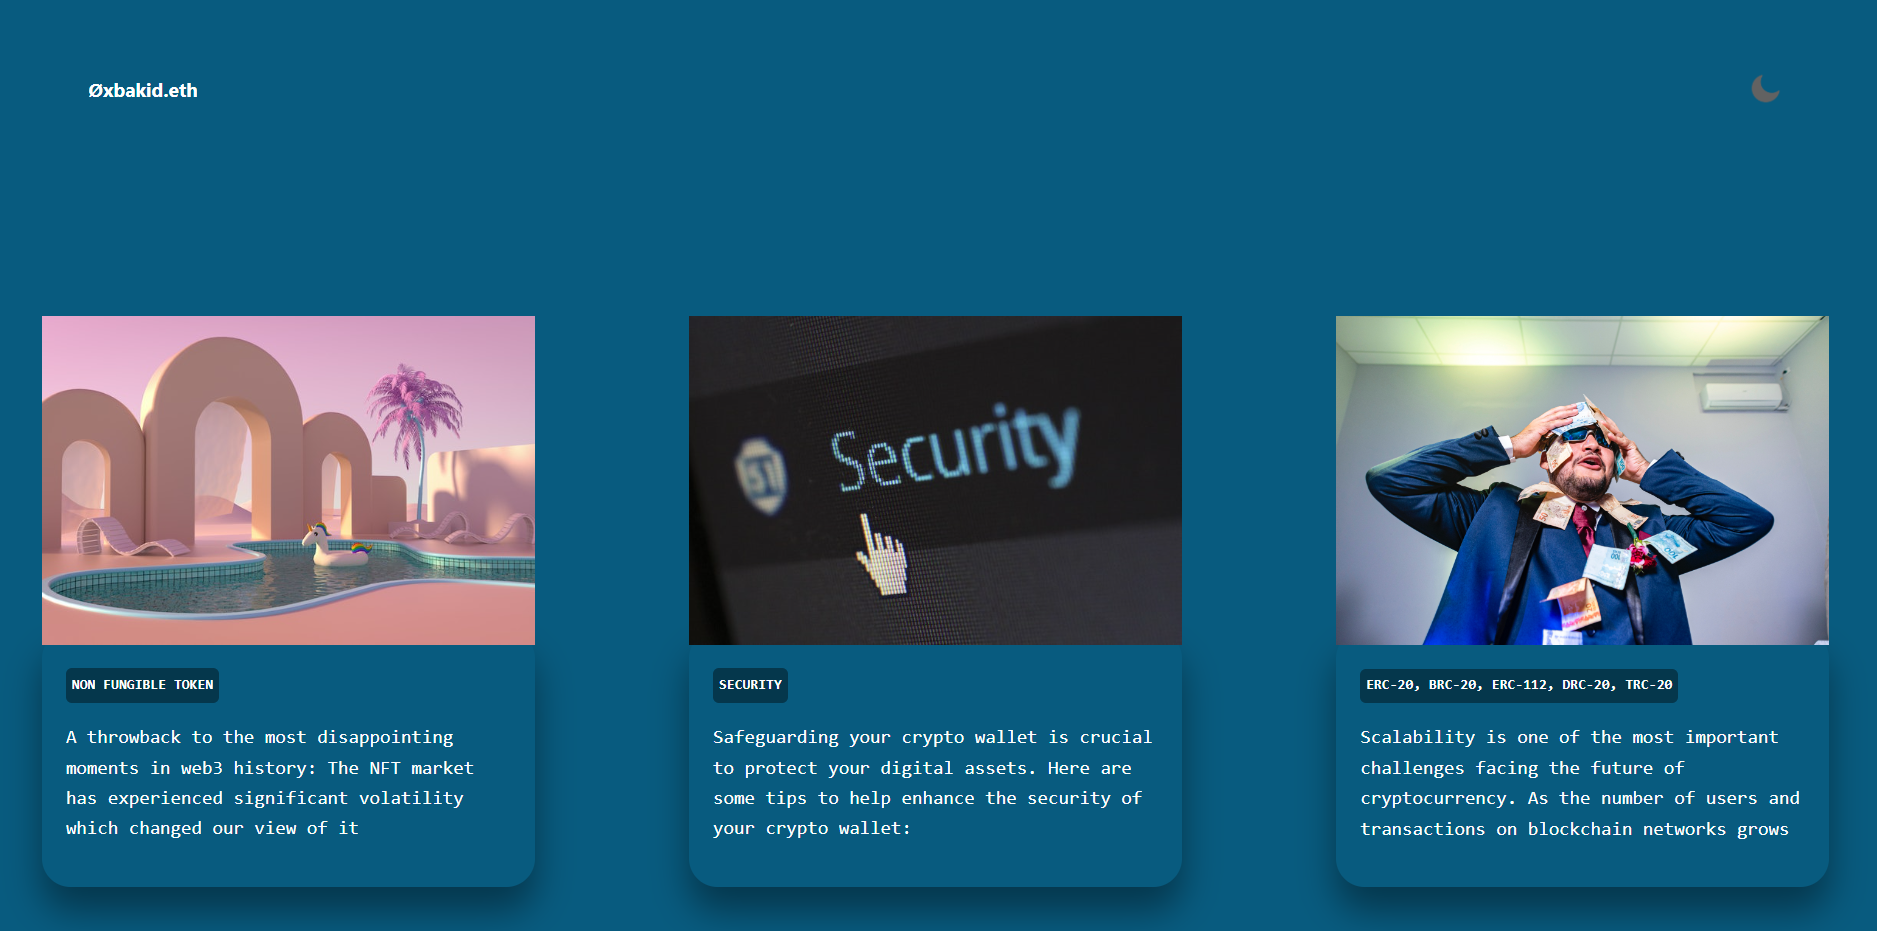 Øxbakid.eth
Security
NON FUNGIBLE TOKEN
A throwback to the most disappointing
moments in web3 history: The NFT market
has experienced significant volatility
which changed our view of it
SECURITY
Safeguarding your crypto wallet is crucial
to protect your digital assets. Here are
some tips to help enhance the security of
your crypto wallet:
ERC-20, BRC-20, ERC-112, DRC-20, TRC-20
Scalability is one of the most important
challenges facing the future of
cryptocurrency. As the number of users and
transactions on blockchain networks grows